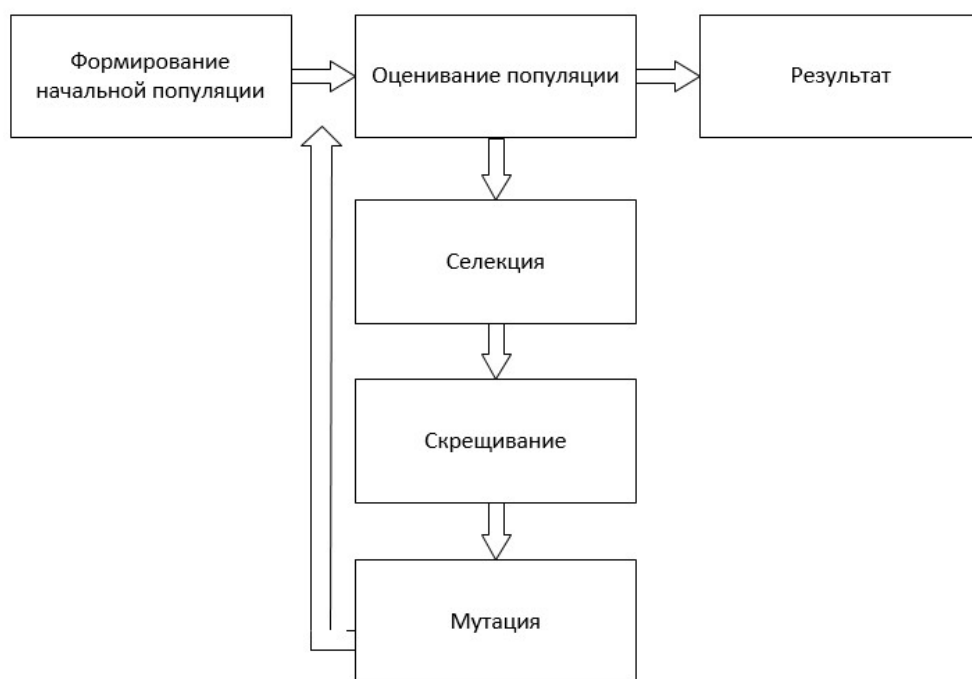 Формирование
начальной популяции
Оценивание популяции
Результат
Селекция
Скрещивание
Мутация